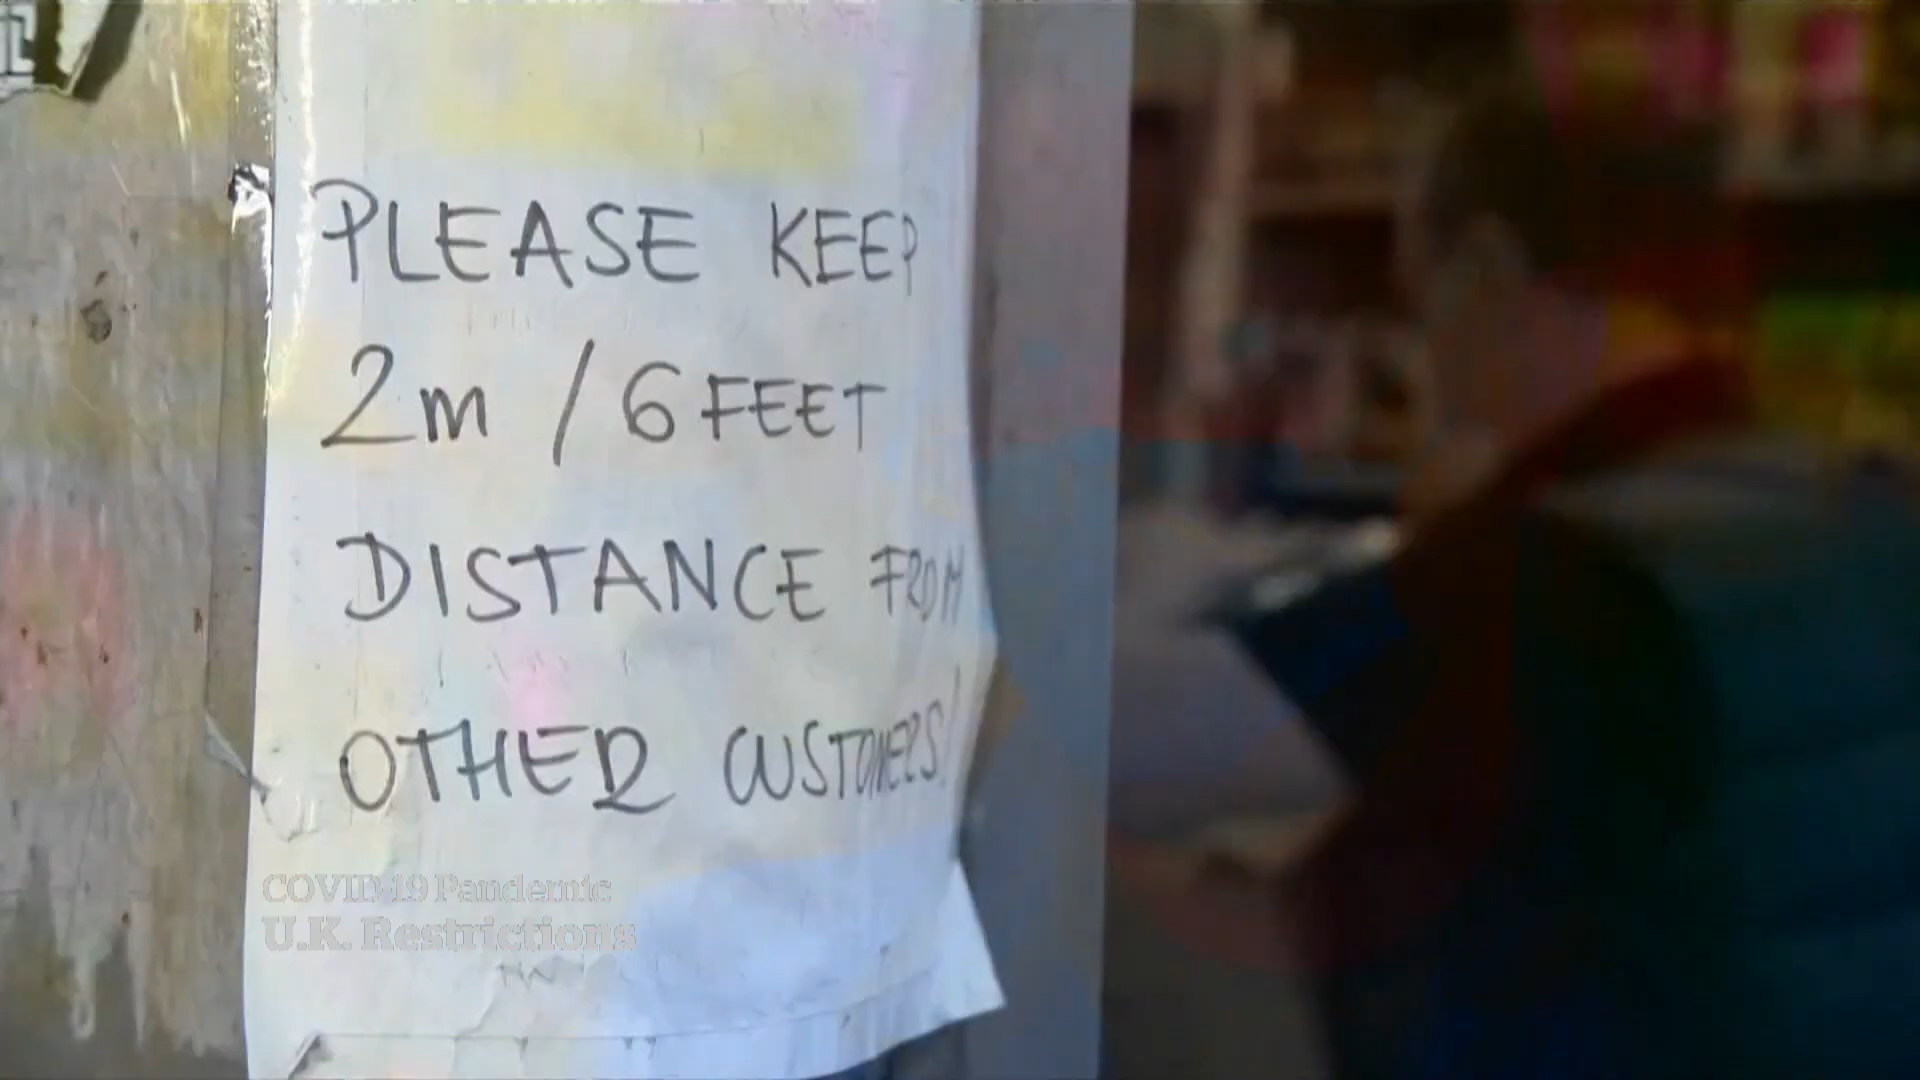 PLEASE KEEP
2m / 6 FEET
DISTANCE FROM
OTHER CUSTOMERS!
COVID-19 Pandemic
U.K. Restrictions